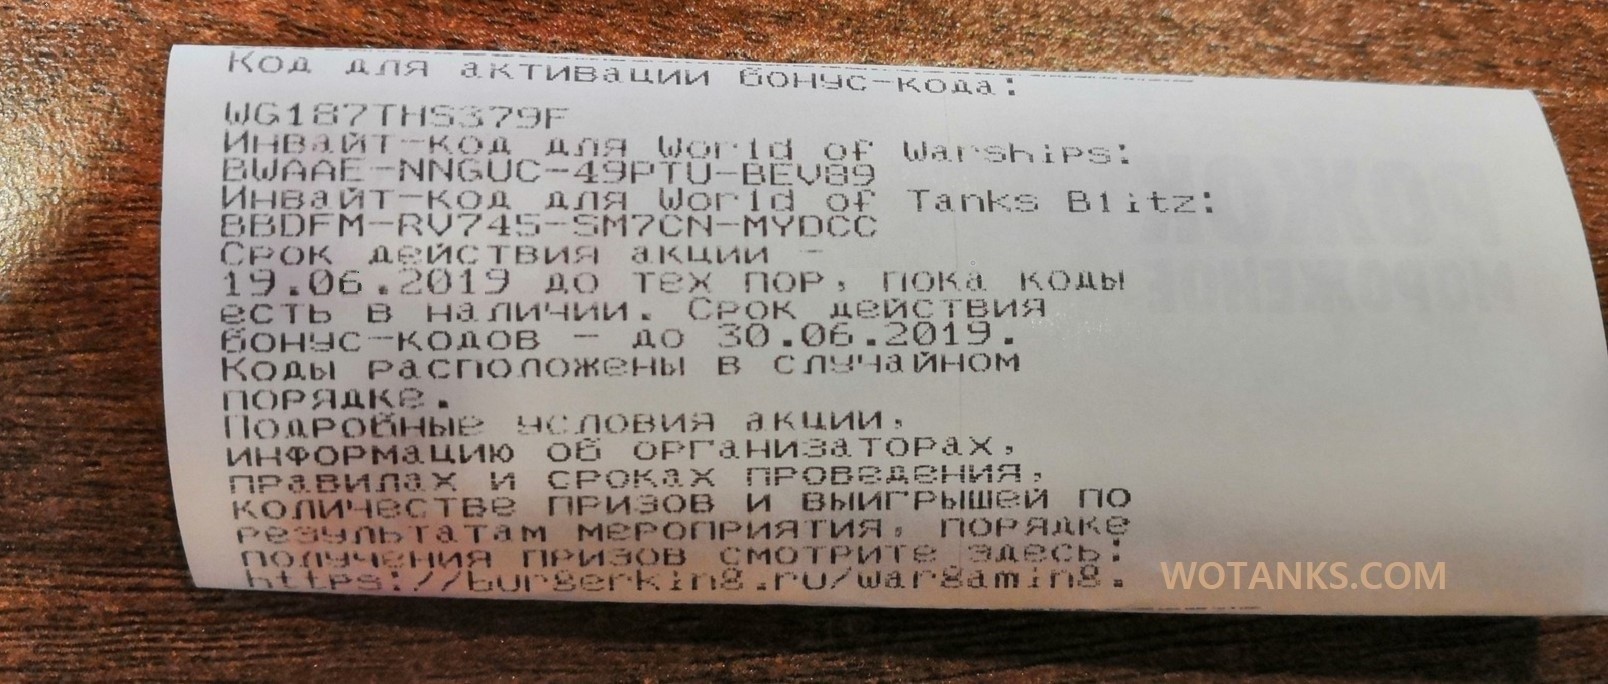 Код для активации бонус-кода:
WG187THS379F
Инвайт-код для World of Warships:
BWAAE-NNGUC-49PTU-BEV89
Инвайт-код для World of Tanks Blitz:
BBDFM-RV745-SM7CN-MYDCC
Срок действия акции -
19.06.2019 до тех пор, пока коды
есть в наличии. Срок действия
бонус-кодов - до 30.06.2019.
Коды расположены в случайном
порядке.
Подробные условия акции,
информацию об организаторах,
правилах и сроках проведения,
количестве призов и выигрышей по
результатам мероприятия, порядке
получения призов смотрите здесь:
https://burgerking.ru/wargaming.
WOTANKS.COM